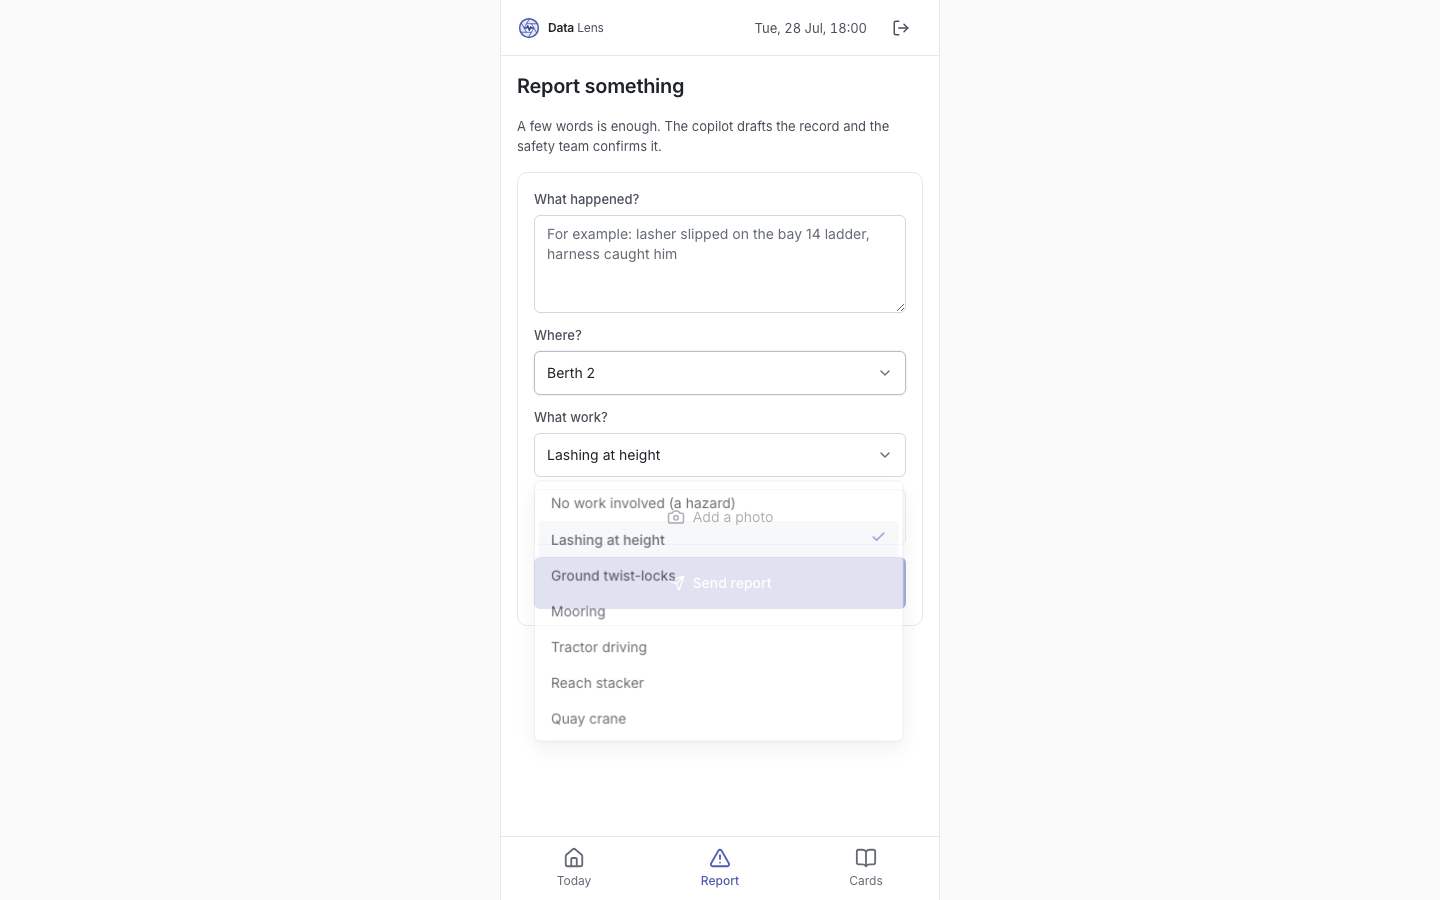 Data Lens
Tue, 28 Jul, 18:00
Report something
A few words is enough. The copilot drafts the record and the
safety team confirms it.
What happened?
For example: lasher slipped on the bay 14 ladder,
harness caught him
Where?
Berth 2
What work?
Lashing at height
No work involved (a hazard)
Add a photo
Lashing at height
Ground twist-locks
Send report
Mooring
Tractor driving
Reach stacker
Quay crane
Today
Report
Cards